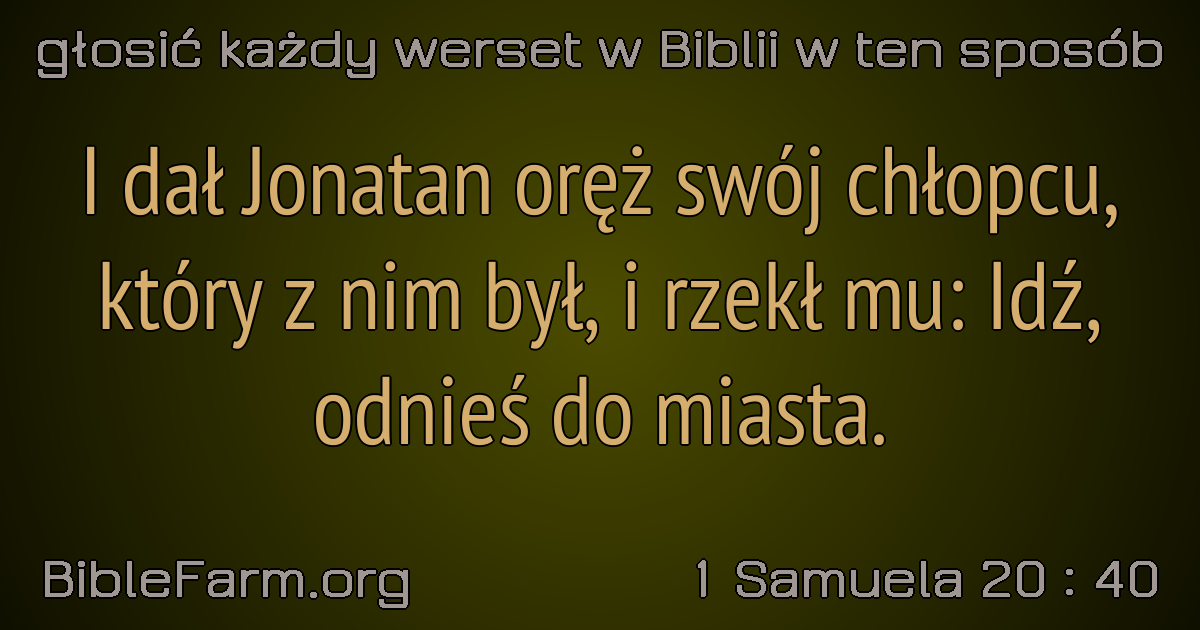 głosić każdy werset w Biblii w ten sposób
I dał Jonatan oręż swój chłopcu,
który z nim był, i rzekł mu: Idź,
odnieś do miasta.
BibleFarm.org
1 Samuela 20 : 40